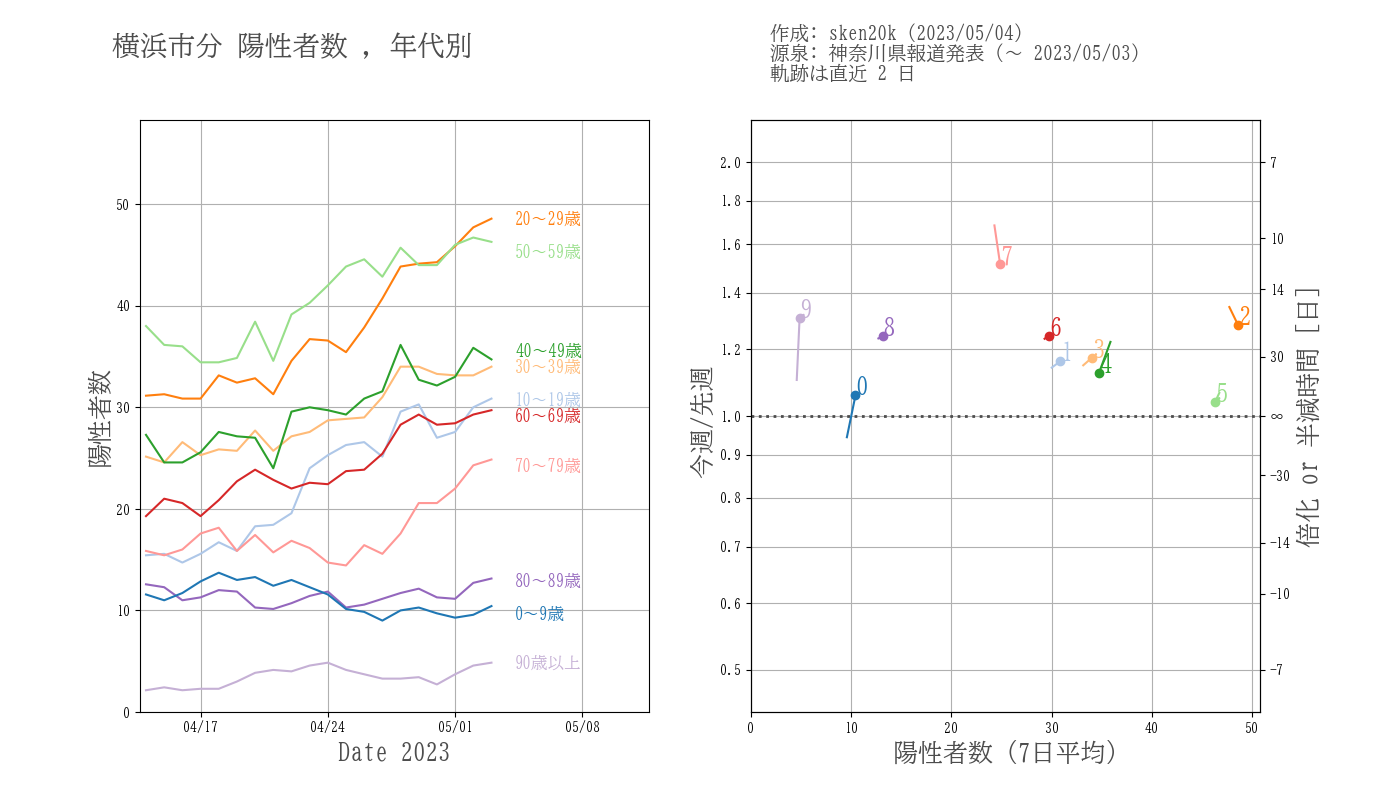 横浜市分 陽性者数 , 年代別
作成: sken20k (2023/05/04)
源泉: 神奈川県報道発表 (～ 2023/05/03)
軌跡は直近 2 日
陽性者数
50
40
30
20
10
0
20～29歳
50～59歳
40～49歳
30～39歳
10～19歳
60～69歳
70～79歳
80～89歳
0～9歳
90歳以上
04/17 04/24 05/01 05/08
Date 2023
今週/先週
2.0
1.8
1.6
1.4
1.2
1.0
0.9
0.8
0.7
0.6
0.5
7
9
8
6
2
1
3
4
0
5
7
10
14
30
∞
−30
−14
−10
−7
倍化 or 半減時間 [日]
0 10 20 30 40 50
陽性者数 (7日平均)